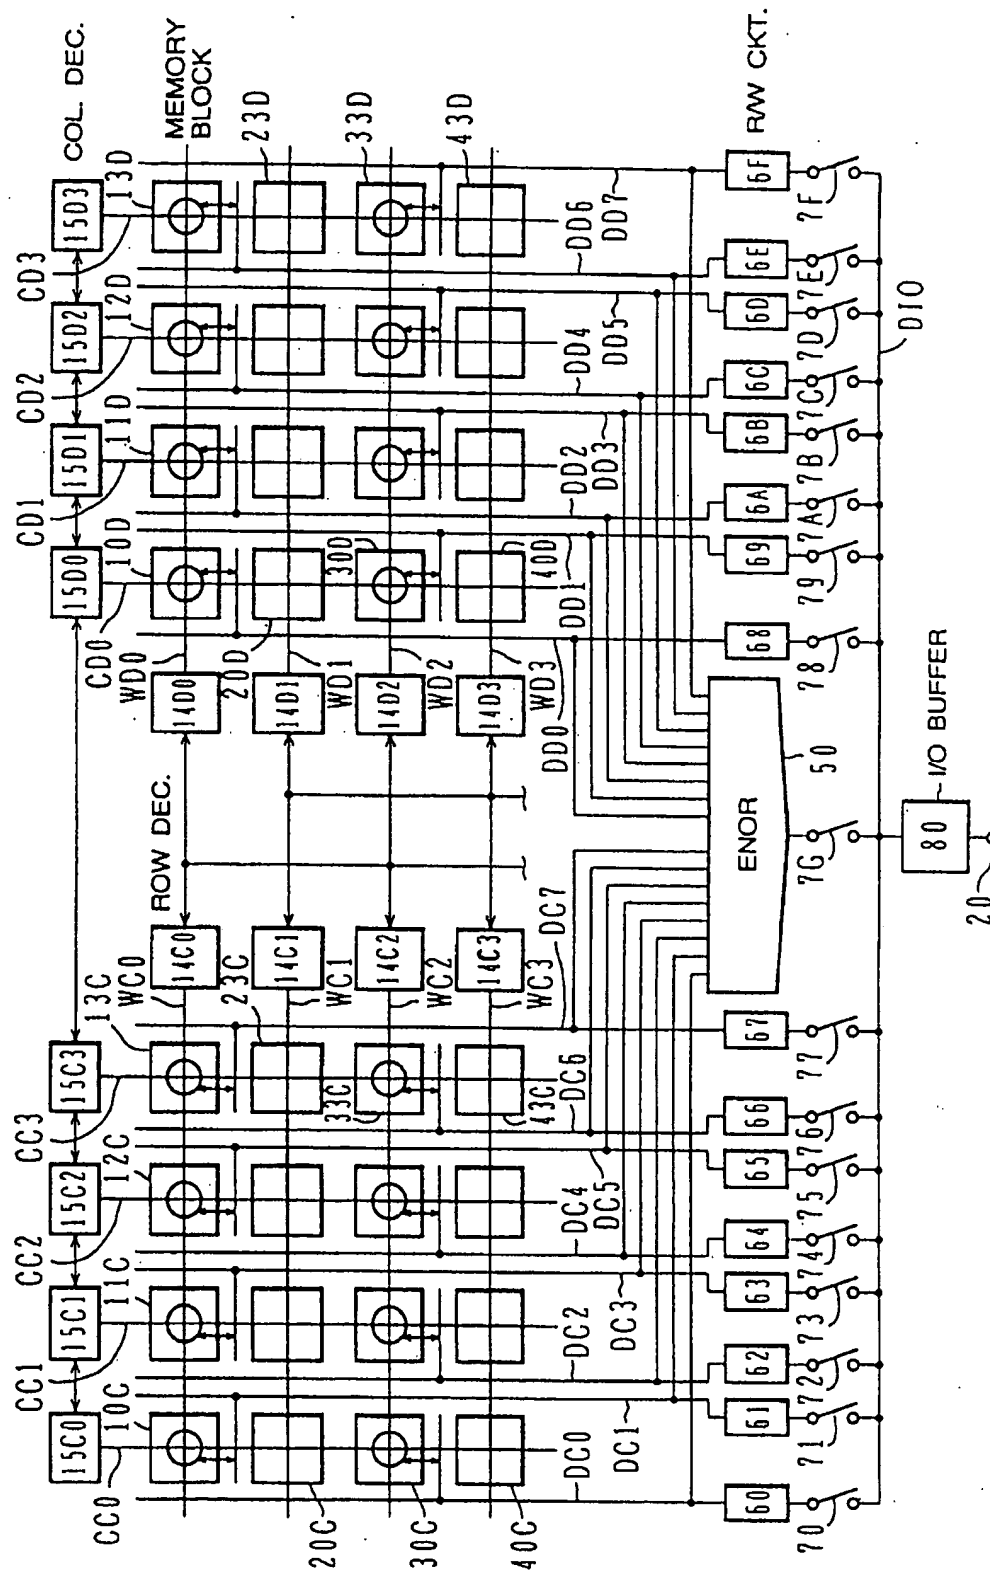 COL. DEC.
CC0
15C0
CC1
15C1
CC2
15C2
CC3
15C3
CD0
15D0
CD1
15D1
CD2
15D2
CD3
15D3
10C
11C
12C
13C
WC0
ROW DEC.
WD0
10D
11D
12D
13D
MEMORY
BLOCK
14C0
14D0
23C
20D
23D
14C1
14D1
WC1
WD1
20C
33C
30D
33D
14C2
14D2
WC2
WD2
30C
43C
40D
43D
14C3
14D3
WC3
WD3
40C
DC0
DC1
DC2
DC3
DC4
DC5
DC6
DC7
DD0
DD1
DD2
DD3
DD4
DD5
DD6
DD7
R/W CKT.
60
61
62
63
64
65
66
67
ENOR
68
69
6A
6B
6C
6D
6E
6F
70
71
72
73
74
75
76
77
7G
50
78
79
7A
7B
7C
7D
7E
7F
DIO
80
I/O BUFFER
20